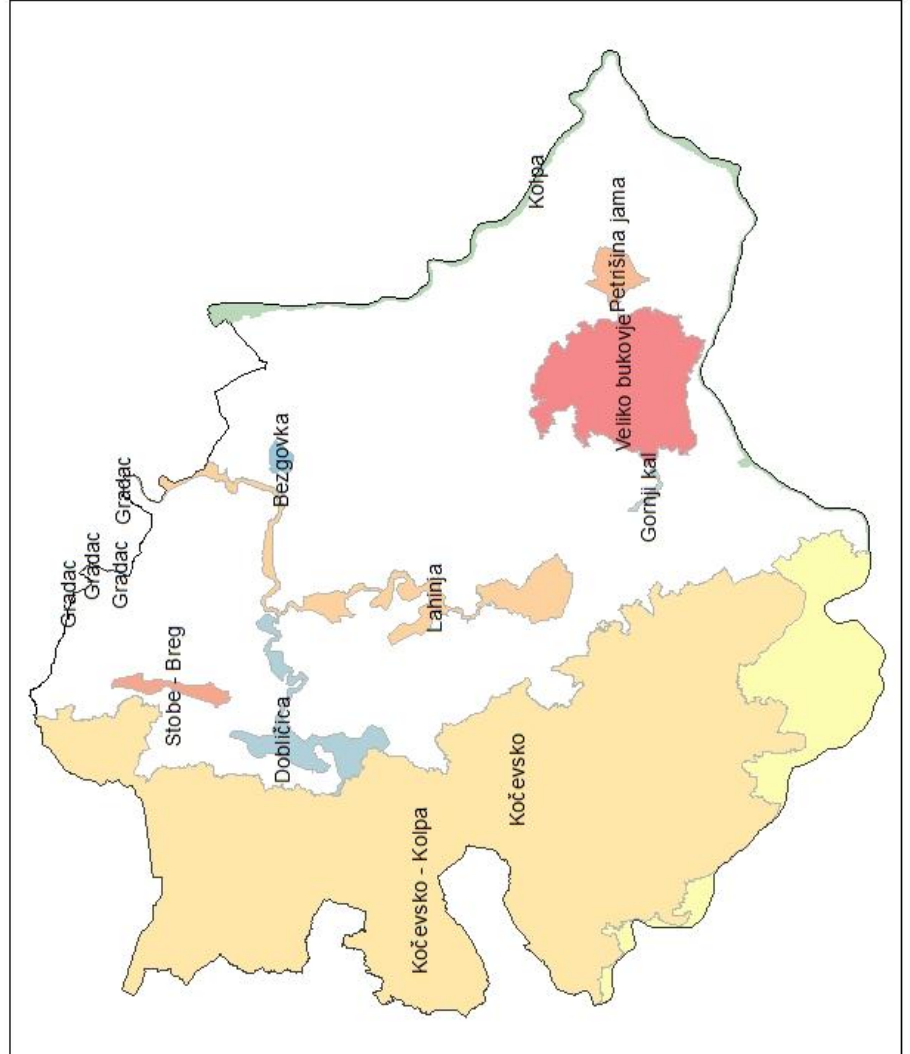 Gradac
Gradac
Gradac
Gradac
Stobe - Breg
Dobličica
Bezgovka
Kočevsko - Kolpa
Lahinja
Kočevsko
Kolpa
Gornji kal
Veliko bukovje
Petrišina jama